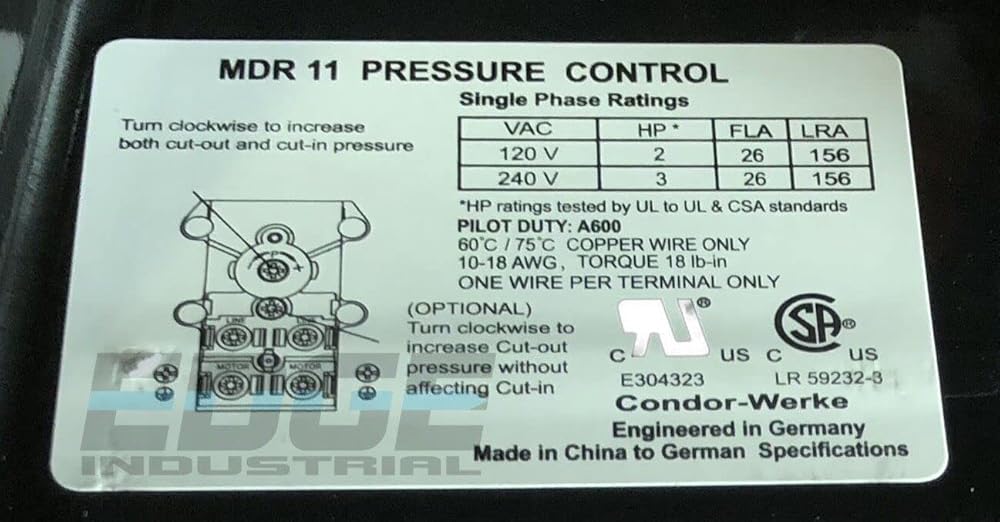 MDR 11 PRESSURE CONTROL
Single Phase Ratings
Turn clockwise to increase
both cut-out and cut-in pressure
VAC HP * FLA LRA
120 V 2 26 156
240 V 3 26 156
*HP ratings tested by UL to UL & CSA standards
PILOT DUTY: A600
60°C / 75°C COPPER WIRE ONLY
10-18 AWG, TORQUE 18 lb-in
ONE WIRE PER TERMINAL ONLY
P +
LINE LINE
MOTOR MOTOR
(OPTIONAL)
Turn clockwise to
increase Cut-out
pressure without
affecting Cut-in
C UL ® US
E304323
C SA ® US
LR 59232-3
Condor-Werke
Engineered in Germany
Made in China to German Specifications
EDGE
INDUSTRIAL